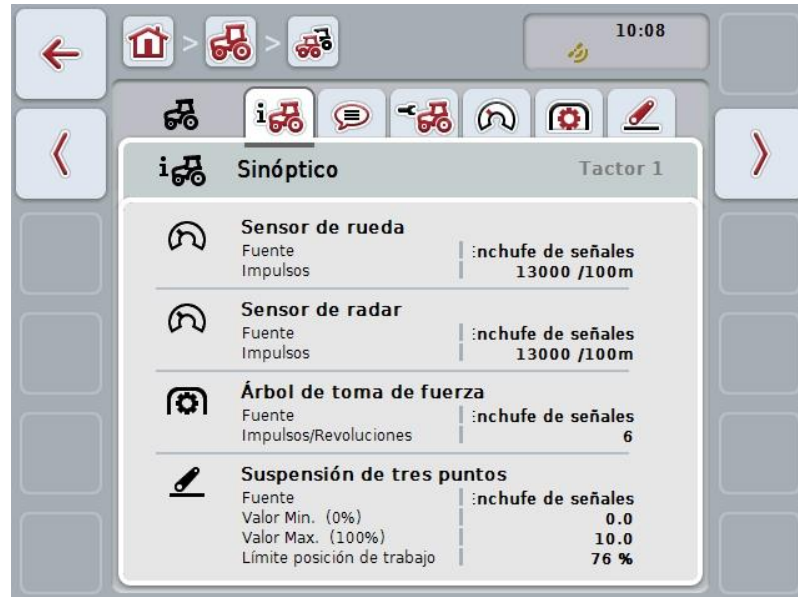 10:08
> >
i
i Sinóptico Tactor 1
Sensor de rueda
Fuente nchufe de señales
Impulsos 13000 /100m
Sensor de radar
Fuente nchufe de señales
Impulsos 13000 /100m
Árbol de toma de fuerza
Fuente nchufe de señales
Impulsos/Revoluciones 6
Suspensión de tres puntos
Fuente nchufe de señales
Valor Min. (0%) 0.0
Valor Max. (100%) 10.0
Límite posición de trabajo 76 %